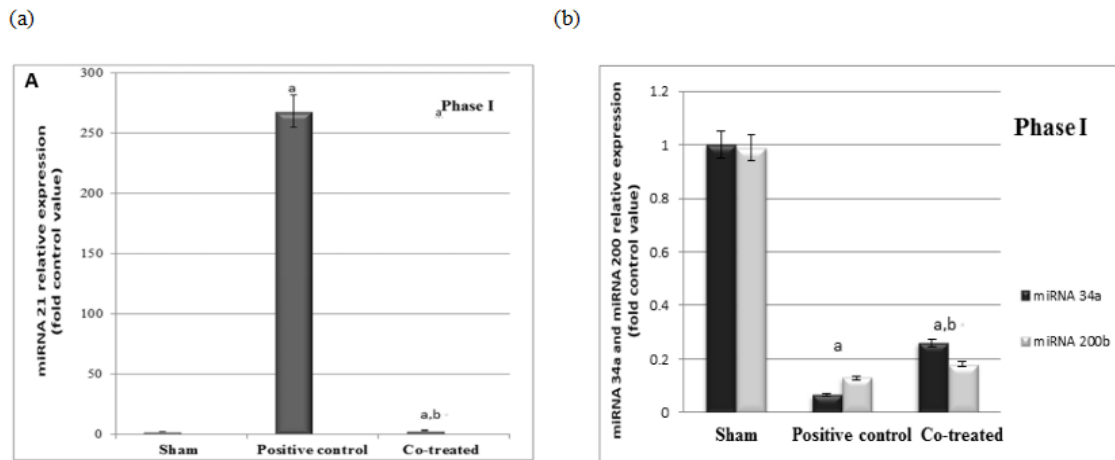 (a)
(b)
A
miRNA 21 relative expression
(fold control value)
300
250
200
150
100
50
0
a
aPhase I
a,b
Sham
Positive control
Co-treated
miRNA 34a and miRNA 200 relative expression
(fold control value)
1.2
1
0.8
0.6
0.4
0.2
0
Phase I
a
a,b
miRNA 34a
miRNA 200b
Sham
Positive control
Co-treated